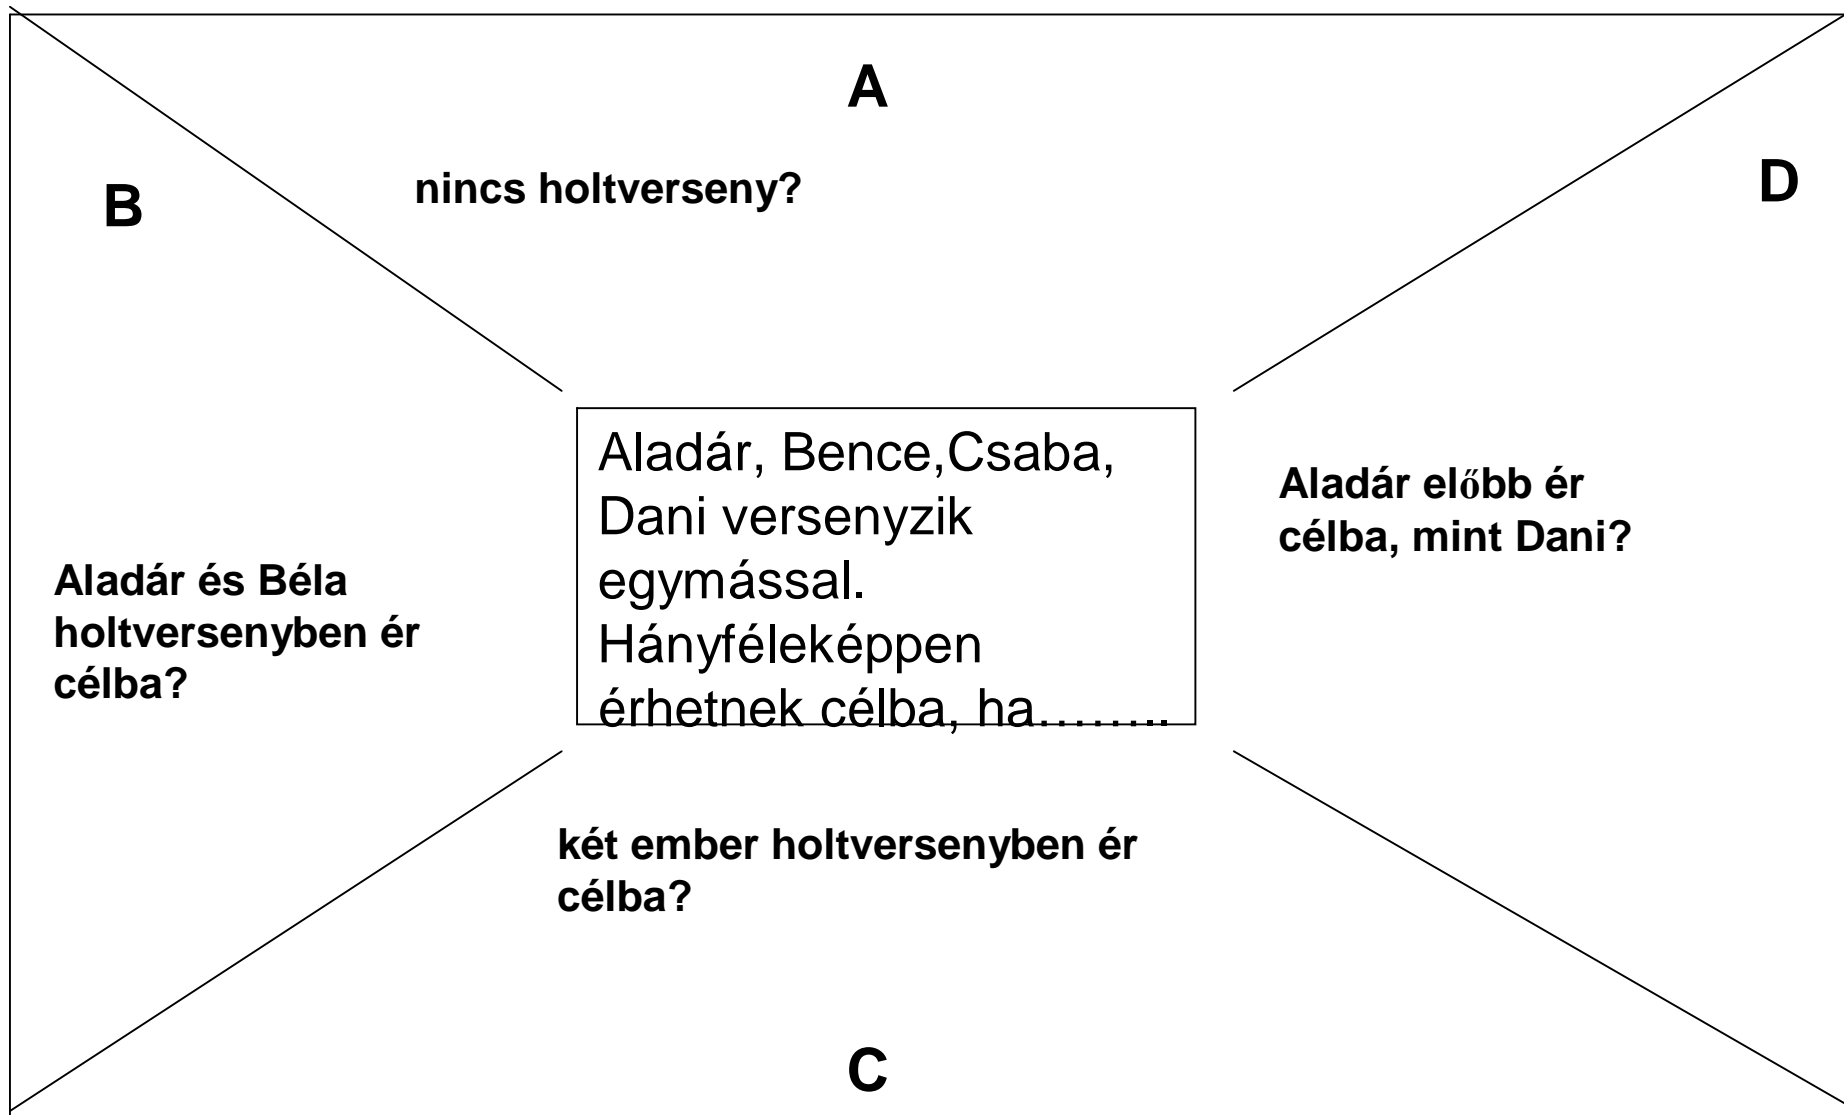 A
nincs holtverseny?
B
Aladár és Béla
holtversenyben ér
célba?
Aladár, Bence,Csaba,
Dani versenyzik
egymással.
Hányféleképpen
érhetnek célba, ha……..
D
Aladár előbb ér
célba, mint Dani?
két ember holtversenyben ér
célba?
C